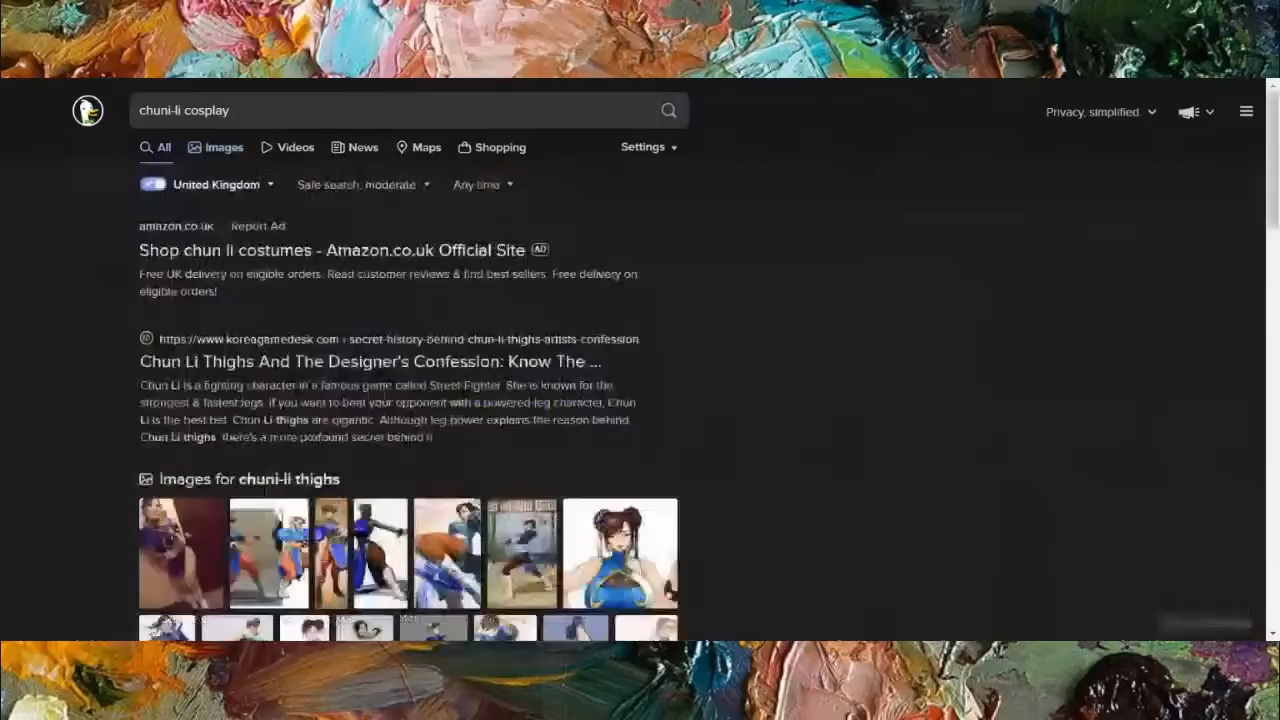 chuni-li cosplay
Privacy, simplified.
All Images Videos News Maps Shopping Settings
United Kingdom Safe search: moderate Any time
amazon.co.uk Report Ad
Shop chun li costumes - Amazon.co.uk Official Site AD
Free UK delivery on eligible orders. Read customer reviews & find best sellers. Free delivery on
eligible orders!
https://www.koreagamedesk.com › secret-history-behind-chun-li-thighs-artists-confession
Chun Li Thighs And The Designer's Confession: Know The ...
Chun Li is a fighting character in a famous game called Street Fighter. She is known for the
strongest & fastest legs. If you want to beat your opponent with a powered-leg character, Chun
Li is the best bet. Chun Li thighs are gigantic. Although leg power explains the reason behind
Chun Li thighs, there's a more profound secret behind it
Images for chuni-li thighs